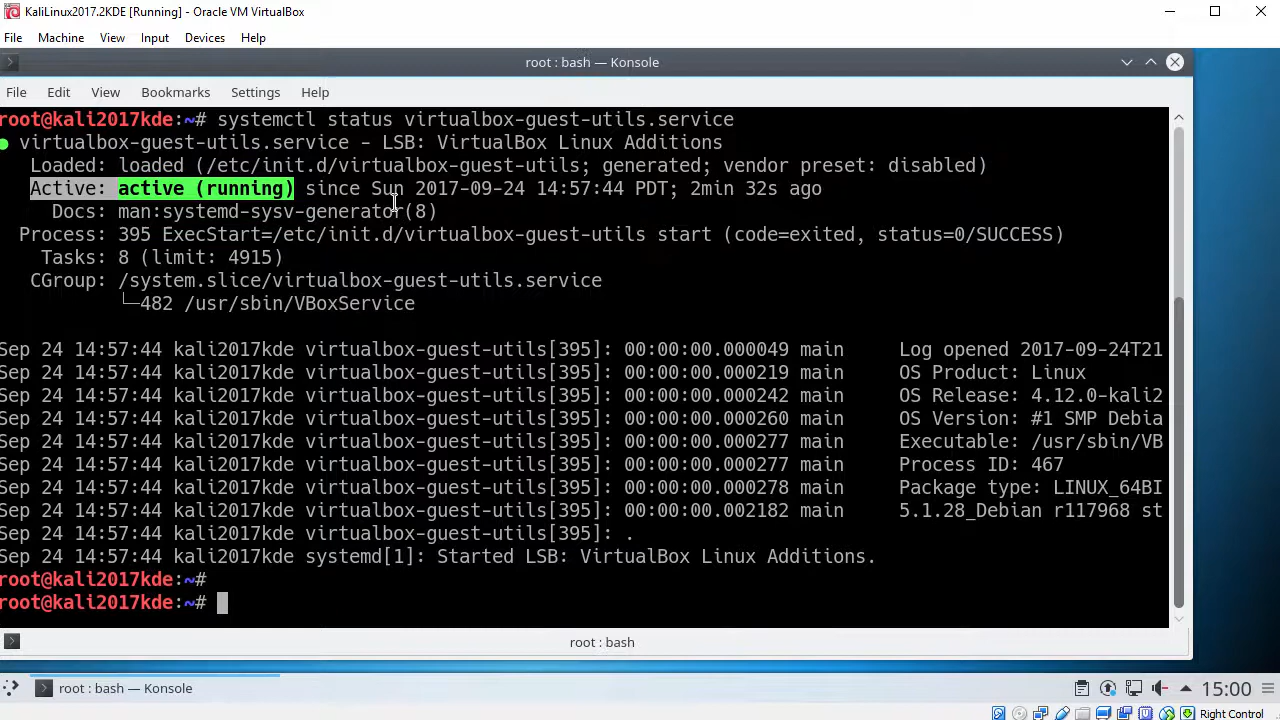 KaliLinux2017.2KDE [Running] - Oracle VM VirtualBox
File Machine View Input Devices Help
root : bash — Konsole
File Edit View Bookmarks Settings Help
root@kali2017kde:~# systemctl status virtualbox-guest-utils.service
● virtualbox-guest-utils.service - LSB: VirtualBox Linux Additions
Loaded: loaded (/etc/init.d/virtualbox-guest-utils; generated; vendor preset: disabled)
Active: active (running) since Sun 2017-09-24 14:57:44 PDT; 2min 32s ago
Docs: man:systemd-sysv-generator(8)
Process: 395 ExecStart=/etc/init.d/virtualbox-guest-utils start (code=exited, status=0/SUCCESS)
Tasks: 8 (limit: 4915)
CGroup: /system.slice/virtualbox-guest-utils.service
└─482 /usr/sbin/VBoxService
Sep 24 14:57:44 kali2017kde virtualbox-guest-utils[395]: 00:00:00.000049 main Log opened 2017-09-24T21
Sep 24 14:57:44 kali2017kde virtualbox-guest-utils[395]: 00:00:00.000219 main OS Product: Linux
Sep 24 14:57:44 kali2017kde virtualbox-guest-utils[395]: 00:00:00.000242 main OS Release: 4.12.0-kali2
Sep 24 14:57:44 kali2017kde virtualbox-guest-utils[395]: 00:00:00.000260 main OS Version: #1 SMP Debia
Sep 24 14:57:44 kali2017kde virtualbox-guest-utils[395]: 00:00:00.000277 main Executable: /usr/sbin/VB
Sep 24 14:57:44 kali2017kde virtualbox-guest-utils[395]: 00:00:00.000277 main Process ID: 467
Sep 24 14:57:44 kali2017kde virtualbox-guest-utils[395]: 00:00:00.000278 main Package type: LINUX_64BI
Sep 24 14:57:44 kali2017kde virtualbox-guest-utils[395]: 00:00:00.002182 main 5.1.28_Debian r117968 st
Sep 24 14:57:44 kali2017kde virtualbox-guest-utils[395]: .
Sep 24 14:57:44 kali2017kde systemd[1]: Started LSB: VirtualBox Linux Additions.
root@kali2017kde:~#
root@kali2017kde:~#
root : bash
root : bash — Konsole
15:00
Right Control